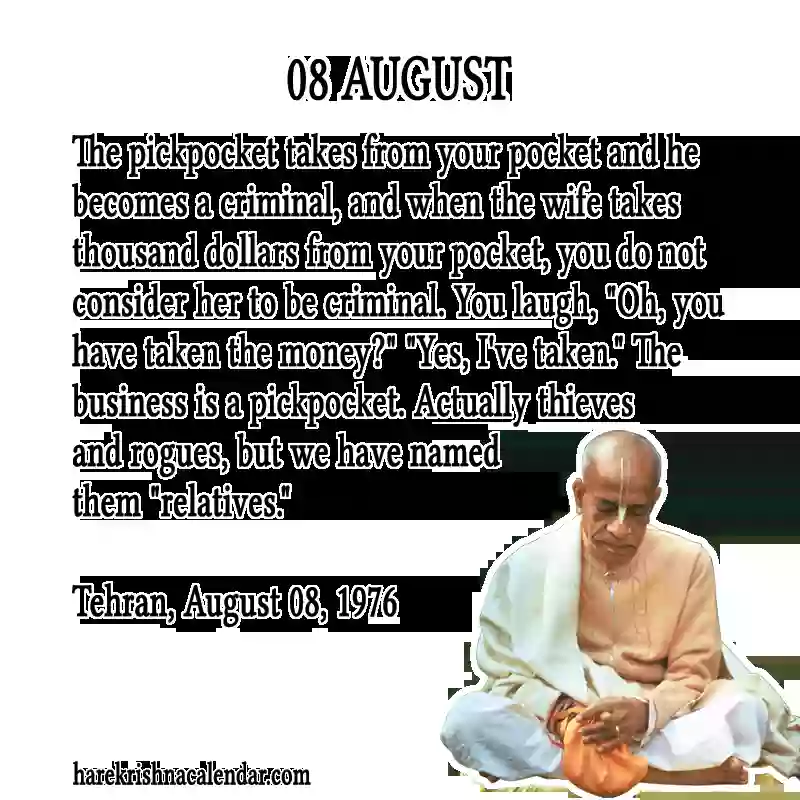 08 AUGUST
The pickpocket takes from your pocket and he
becomes a criminal, and when the wife takes
thousand dollars from your pocket, you do not
consider her to be criminal. You laugh, "Oh, you
have taken the money?" "Yes, I've taken." The
business is a pickpocket. Actually thieves
and rogues, but we have named
them "relatives."
Tehran, August 08, 1976
harekrishnacalendar.com